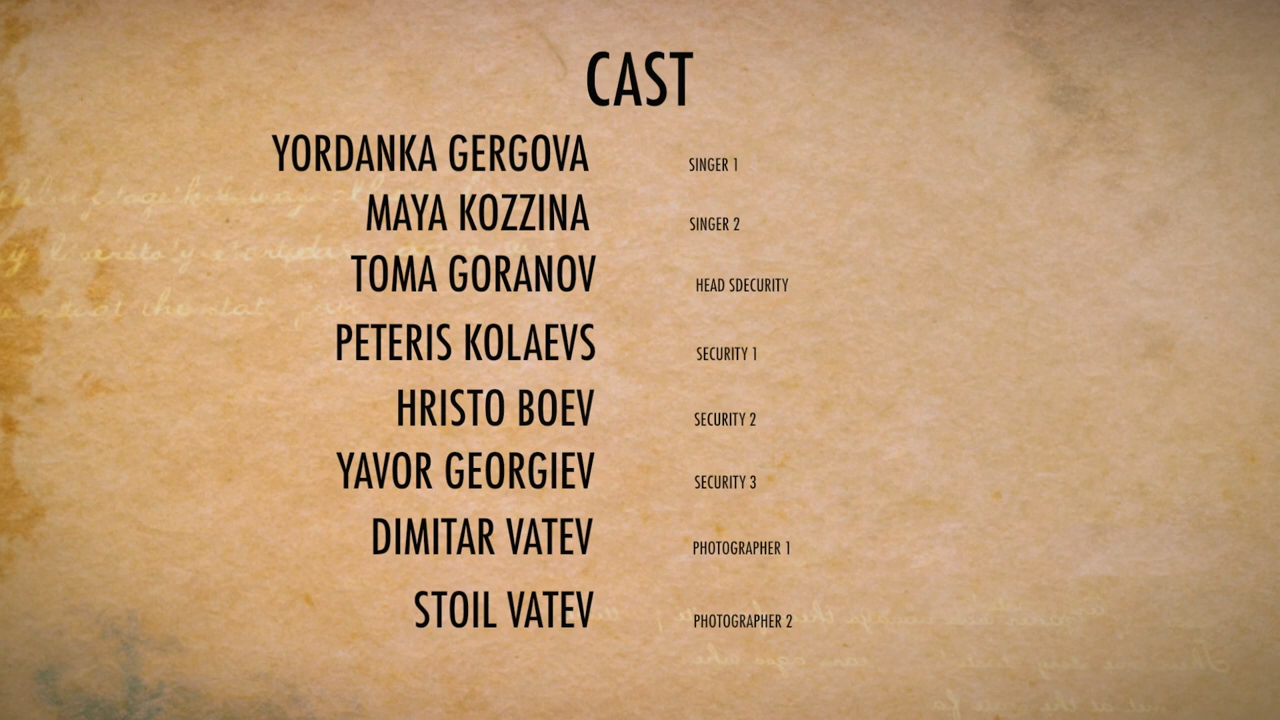 CAST
YORDANKA GERGOVA SINGER 1
MAYA KOZZINA SINGER 2
TOMA GORANOV HEAD SDECURITY
PETERIS KOLAEVS SECURITY 1
HRISTO BOEV SECURITY 2
YAVOR GEORGIEV SECURITY 3
DIMITAR VATEV PHOTOGRAPHER 1
STOIL VATEV PHOTOGRAPHER 2